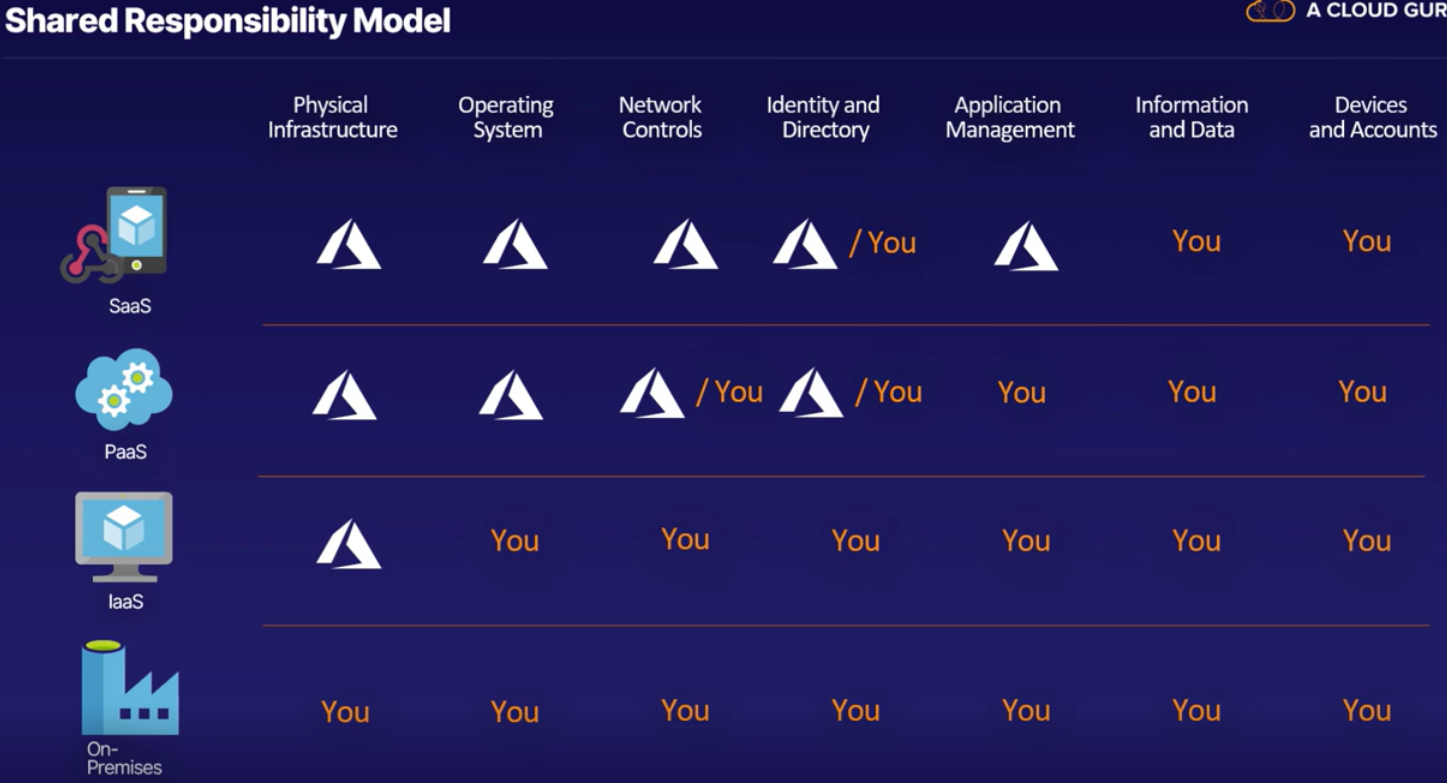 Shared Responsibility Model
A CLOUD GUR
Physical
Infrastructure
Operating
System
Network
Controls
Identity and
Directory
Application
Management
Information
and Data
Devices
and Accounts
SaaS
/ You
You
You
PaaS
/ You
/ You
You
You
You
IaaS
You
You
You
You
You
You
On-
Premises
You
You
You
You
You
You
You